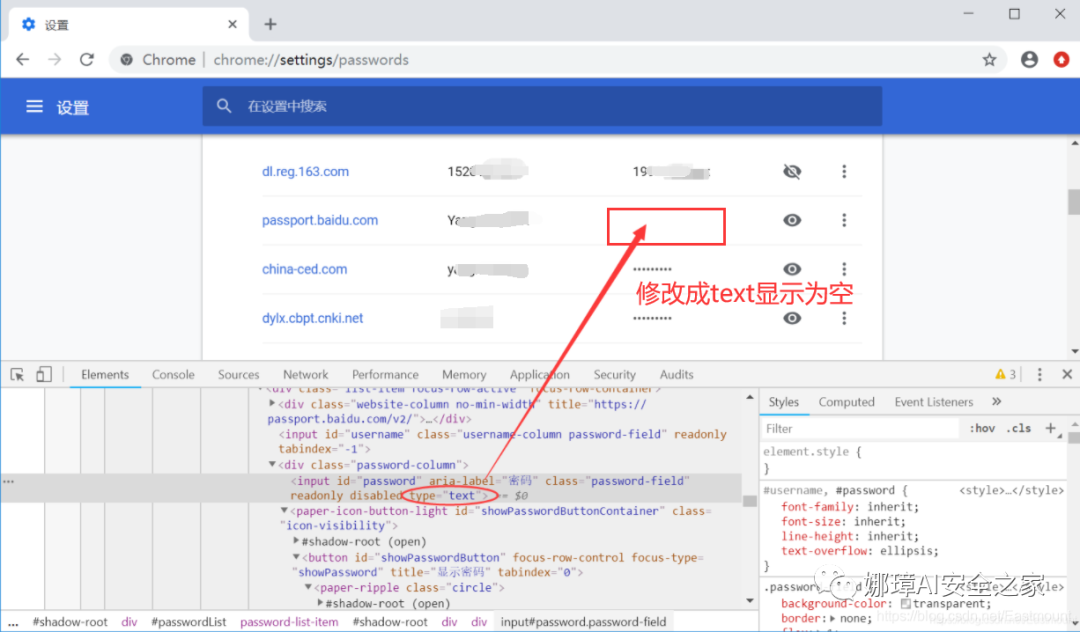 设置
Chrome | chrome://settings/passwords
设置
在设置中搜索
dl.reg.163.com
passport.baidu.com
china-ced.com
•••••••••
修改成text显示为空
dylx.cbpt.cnki.net
•••••••••
Elements Console Sources Network Performance Memory Application Security Audits 3
<div class="list-item focus-row-active" focus-row-container>
<div class="website-column no-min-width" title="https://
passport.baidu.com/v2/">…</div>
<input id="username" class="username-column password-field" readonly
tabindex="-1">
<div class="password-column">
<input id="password" aria-label="密码" class="password-field"
readonly disabled type="text"> == $0
<paper-icon-button-light id="showPasswordButtonContainer" class=
"icon-visibility">
#shadow-root (open)
<button id="showPasswordButton" focus-row-control focus-type=
"showPassword" title="显示密码" tabindex="0">
<paper-ripple class="circle">
#shadow-root (open)
... #shadow-root div #passwordList password-list-item #shadow-root div div input#password.password-field
Styles Computed Event Listeners »
Filter :hov .cls +
element.style {
}
#username, #password { <style>…</style>
font-family: inherit;
font-size: inherit;
line-height: inherit;
text-overflow: ellipsis;
}
<style>
background-color: transparent;
border: none;
娜璋AI安全之家
https://blog.csdn.net/Eastmount